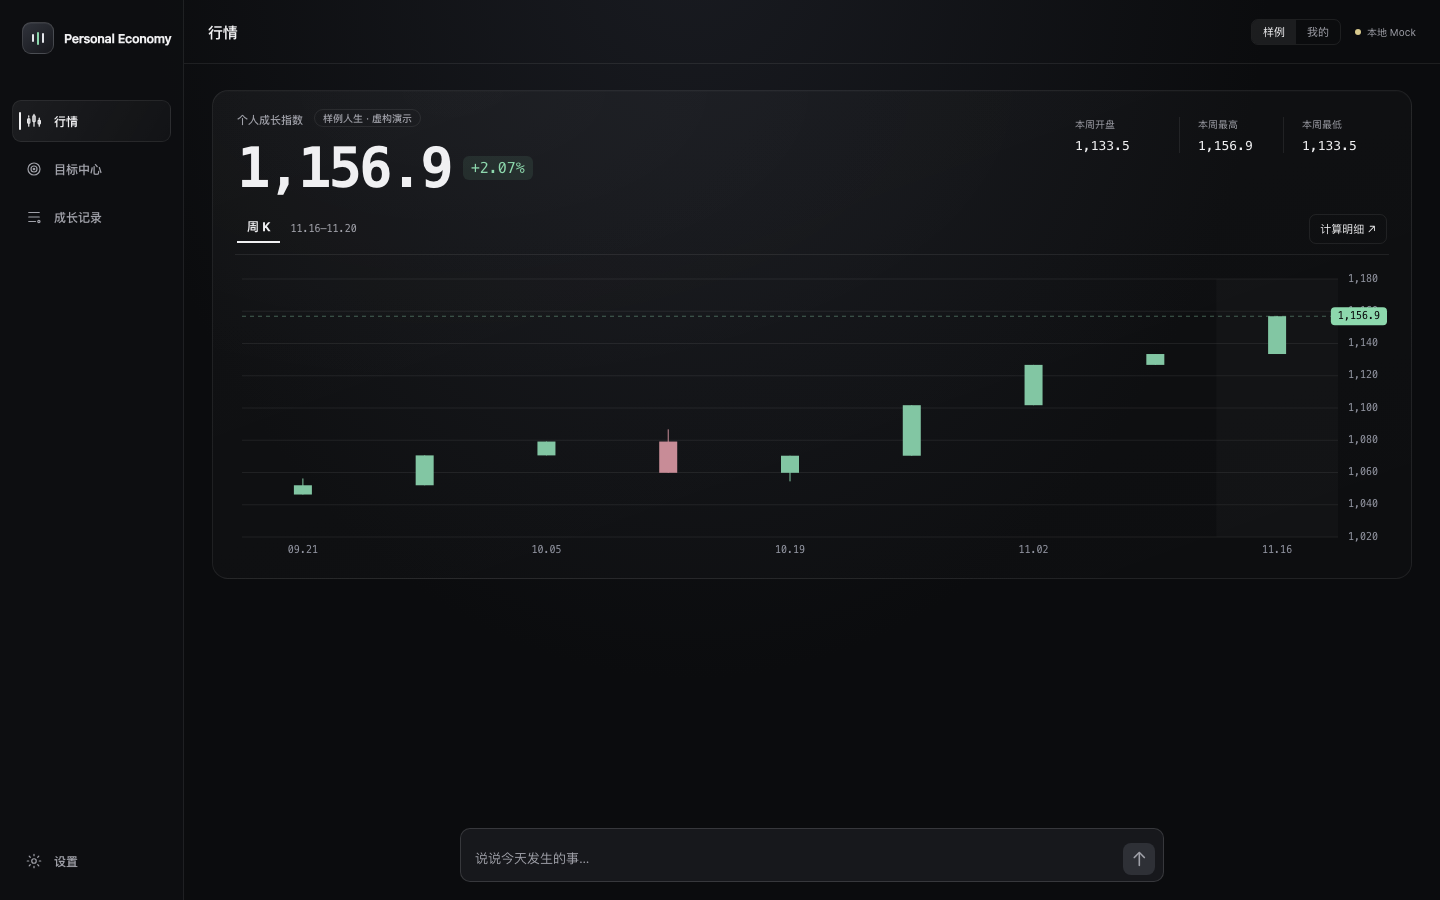 Personal Economy
行情
目标中心
成长记录
设置
行情
样例 我的 本地 Mock
个人成长指数 样例人生 · 虚构演示
1,156.9 +2.07%
本周开盘 本周最高 本周最低
1,133.5 1,156.9 1,133.5
周 K 11.16–11.20
计算明细 ↗
1,180
1,156.9
1,140
1,120
1,100
1,080
1,060
1,040
1,020
09.21 10.05 10.19 11.02 11.16
说说今天发生的事...